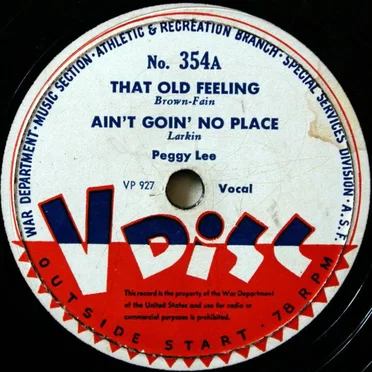 WAR DEPARTMENT · MUSIC SECTION · ATHLETIC & RECREATION BRANCH · SPECIAL SERVICES DIVISION · A.S.F.
No. 354A
THAT OLD FEELING
Brown-Fain
AIN'T GOIN' NO PLACE
Larkin
Peggy Lee
VP 927 Vocal
V DISC
This record is the property of the War Department
of the United States and use for radio or
commercial purposes is prohibited.
OUTSIDE START - 78 RPM